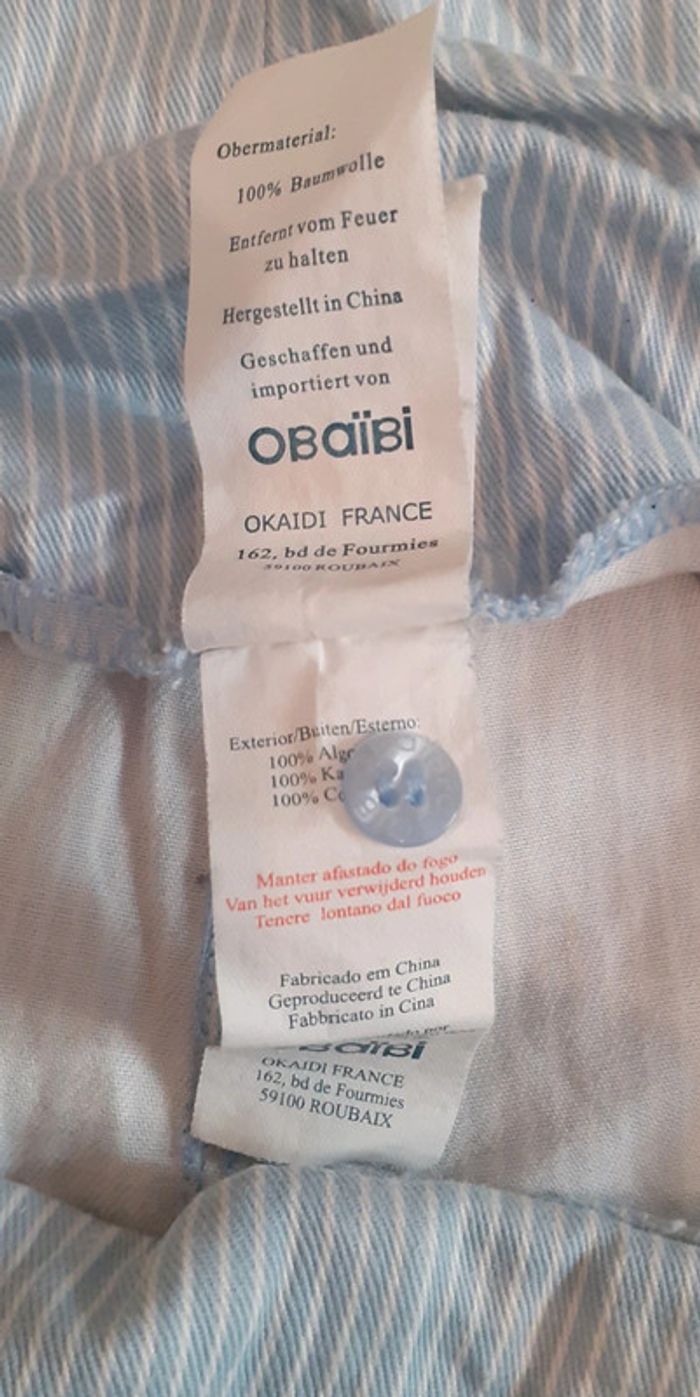 Obermaterial:
100% Baumwolle
Entfernt vom Feuer
zu halten
Hergestellt in China
Geschaffen und
importiert von
OBaïBi
OKAIDI FRANCE
162, bd de Fourmies
59100 ROUBAIX
Exterior/Buiten/Esterno:
100%
100%
100%
Manter afastado do fogo
Van het vuur verwijderd houden
Tenere lontano dal fuoco
Fabricado em China
Geproduceerd te China
Fabbricato in Cina
OKAIDI FRANCE
162, bd de Fourmies
59100 ROUBAIX